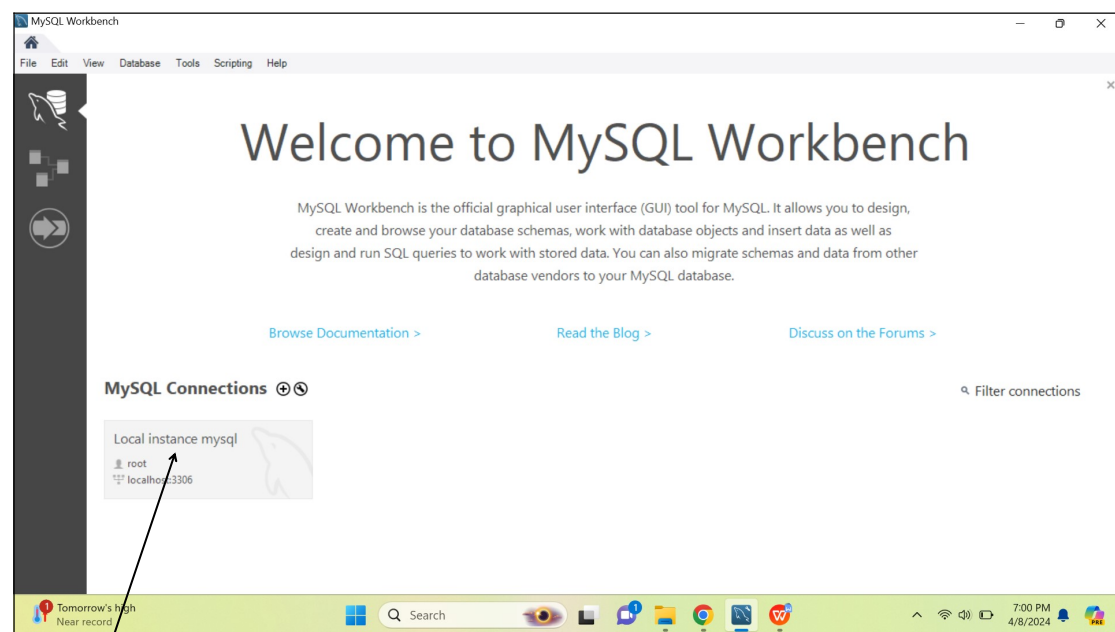 MySQL Workbench
File Edit View Database Tools Scripting Help
Welcome to MySQL Workbench
MySQL Workbench is the official graphical user interface (GUI) tool for MySQL. It allows you to design,
create and browse your database schemas, work with database objects and insert data as well as
design and run SQL queries to work with stored data. You can also migrate schemas and data from other
database vendors to your MySQL database.
Browse Documentation > Read the Blog > Discuss on the Forums >
MySQL Connections Filter connections
Local instance mysql
root
localhost:3306
1 Tomorrow's high
Near record
Search
1
7:00 PM
4/8/2024
PRE